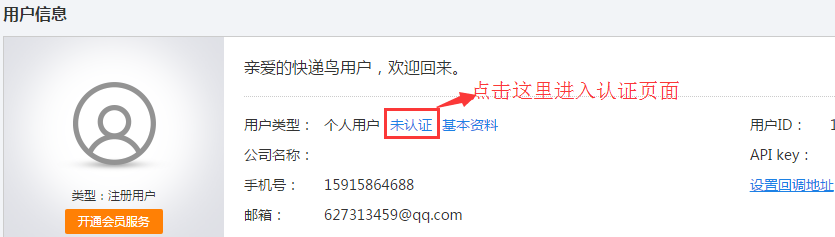 用户信息
亲爱的快递鸟用户，欢迎回来。
点击这里进入认证页面
用户类型： 个人用户 未认证 基本资料 用户ID： 1
公司名称： API key：
手机号： 15915864688 设置回调地址
类型：注册用户
邮箱： 627313459@qq.com
开通会员服务